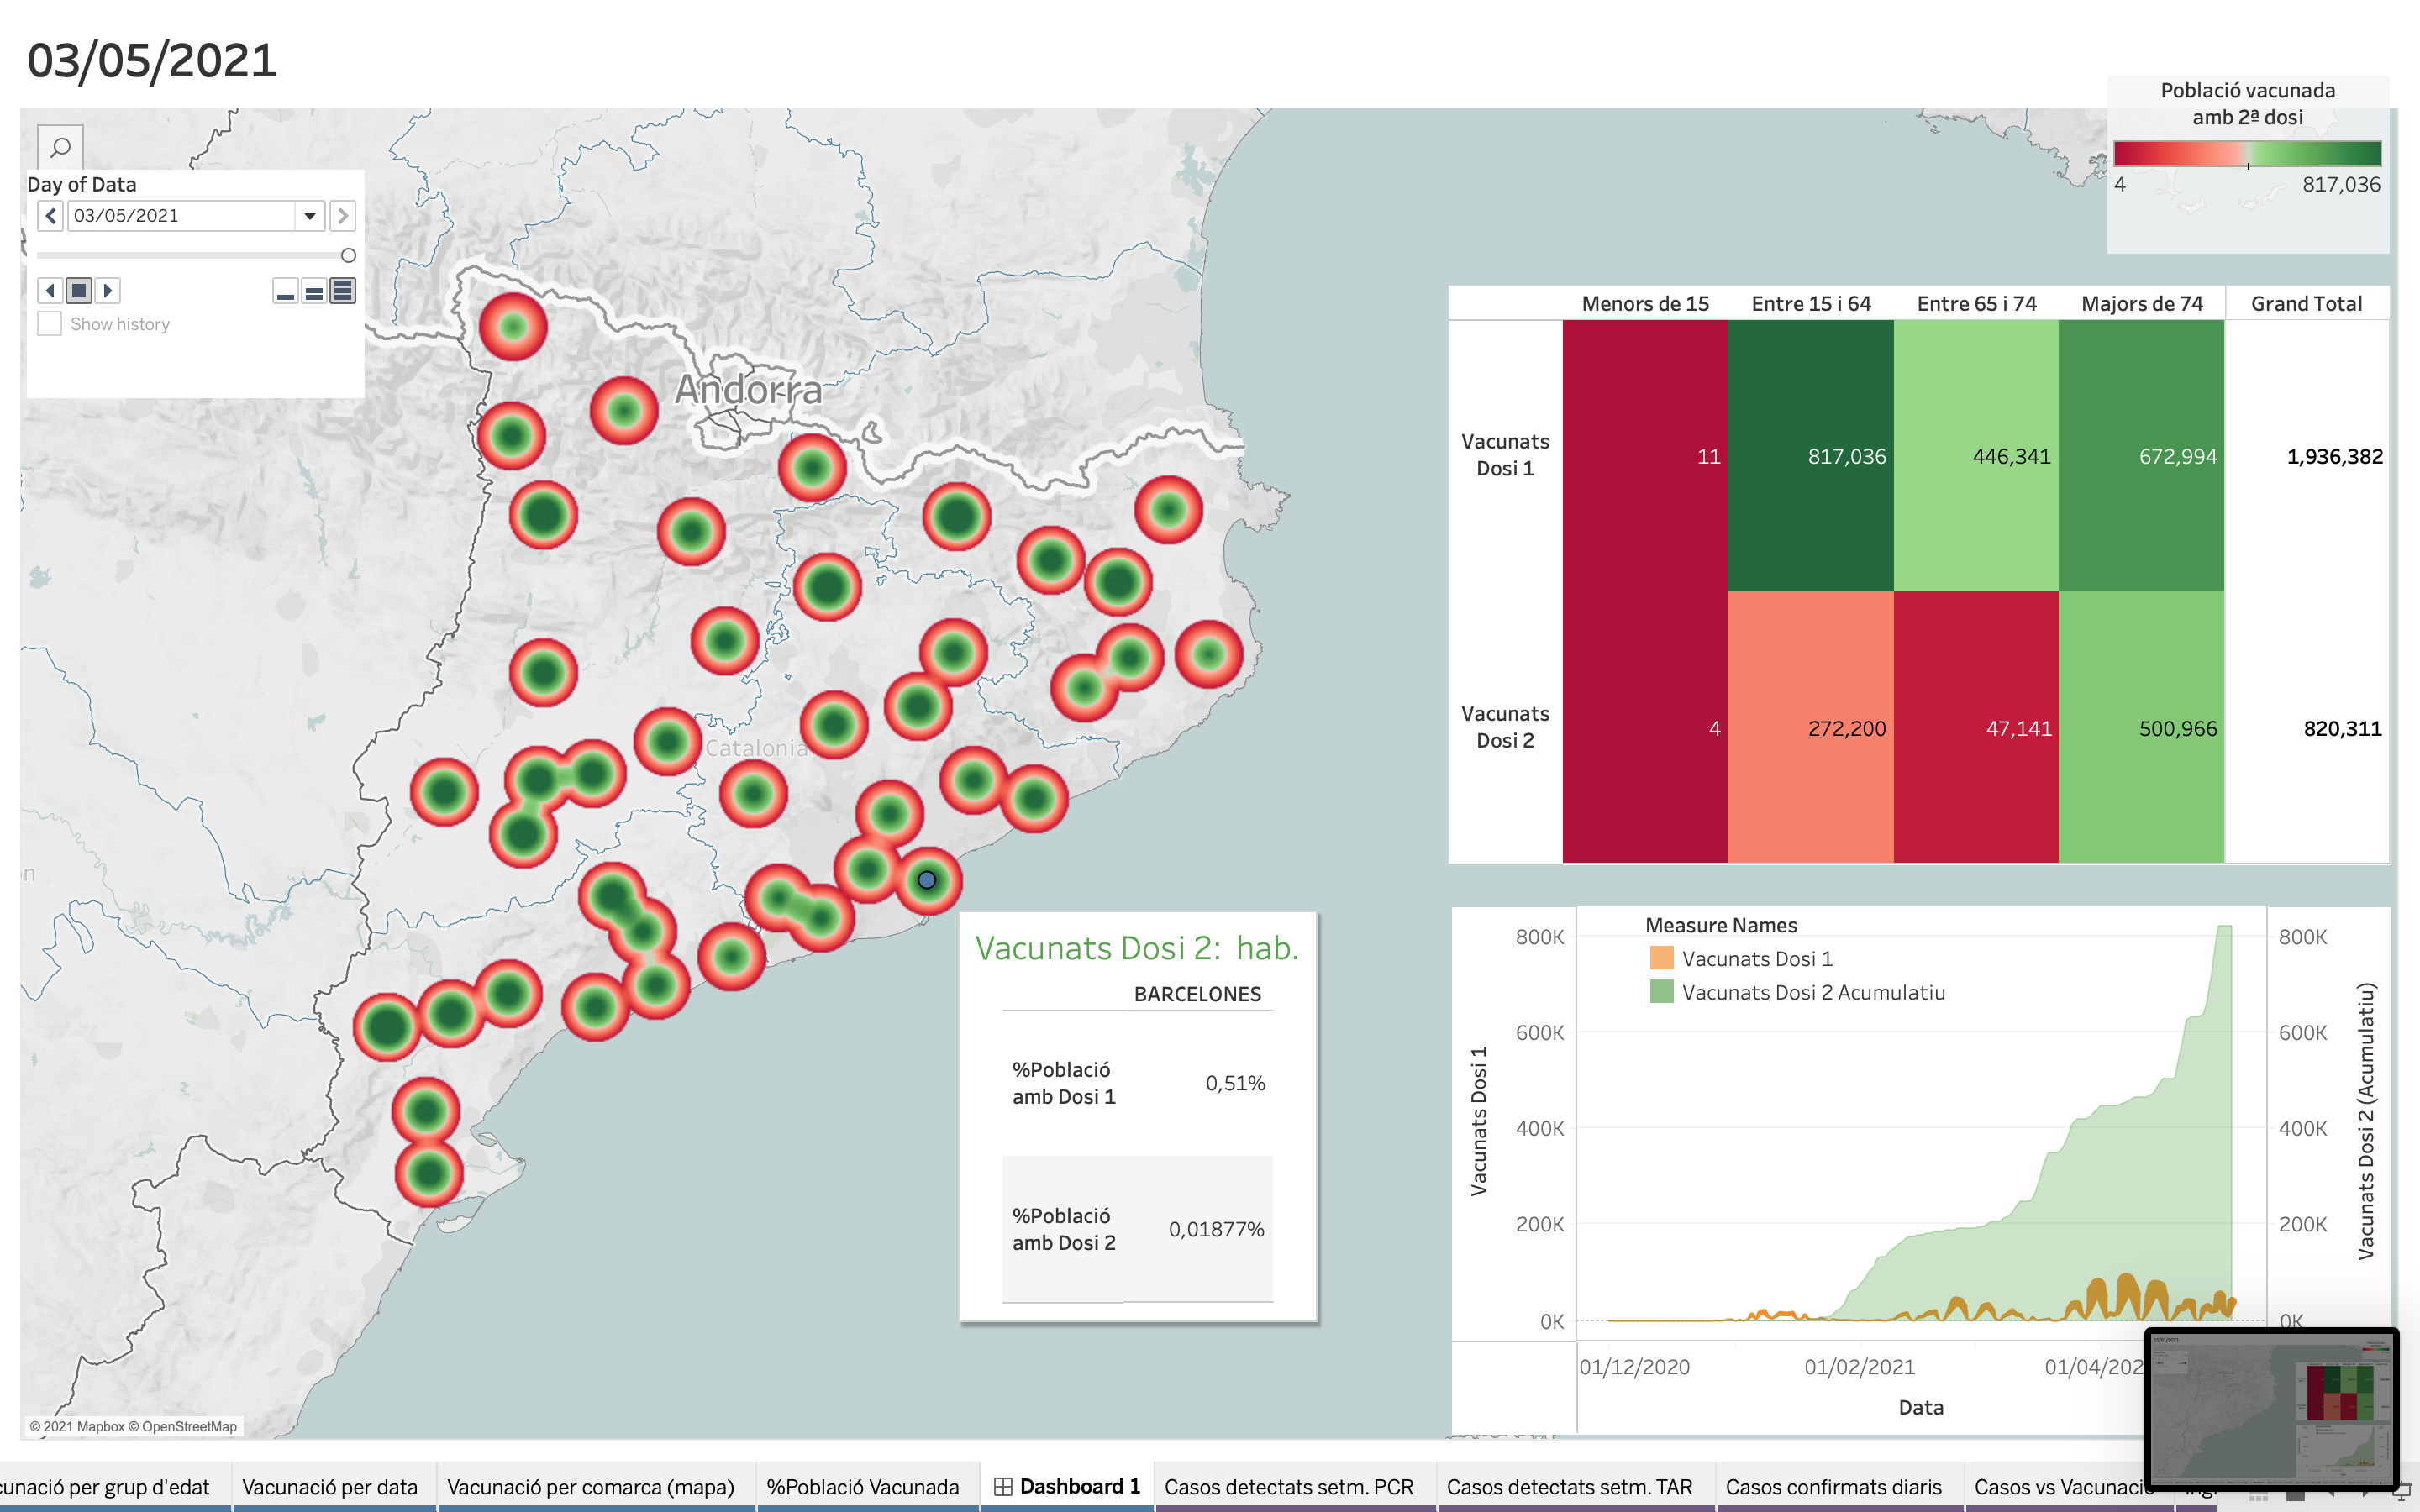 03/05/2021
Població vacunada
amb 2ª dosi
4 817,036
Day of Data
03/05/2021
Show history
Andorra
Catalonia
Menors de 15 Entre 15 i 64 Entre 65 i 74 Majors de 74 Grand Total
Vacunats
Dosi 1
11 817,036 446,341 672,994 1,936,382
Vacunats
Dosi 2
4 272,200 47,141 500,966 820,311
Vacunats Dosi 2: hab.
BARCELONES
%Població
amb Dosi 1
0,51%
%Població
amb Dosi 2
0,01877%
Measure Names
Vacunats Dosi 1
Vacunats Dosi 2 Acumulatiu
Vacunats Dosi 1
800K
600K
400K
200K
0K
800K
600K
400K
200K
0K
Vacunats Dosi 2 (Acumulatiu)
01/12/2020 01/02/2021 01/04/202
Data
© 2021 Mapbox © OpenStreetMap
cunació per grup d'edat Vacunació per data Vacunació per comarca (mapa) %Població Vacunada Dashboard 1 Casos detectats setm. PCR Casos detectats setm. TAR Casos confirmats diaris Casos vs Vacunació